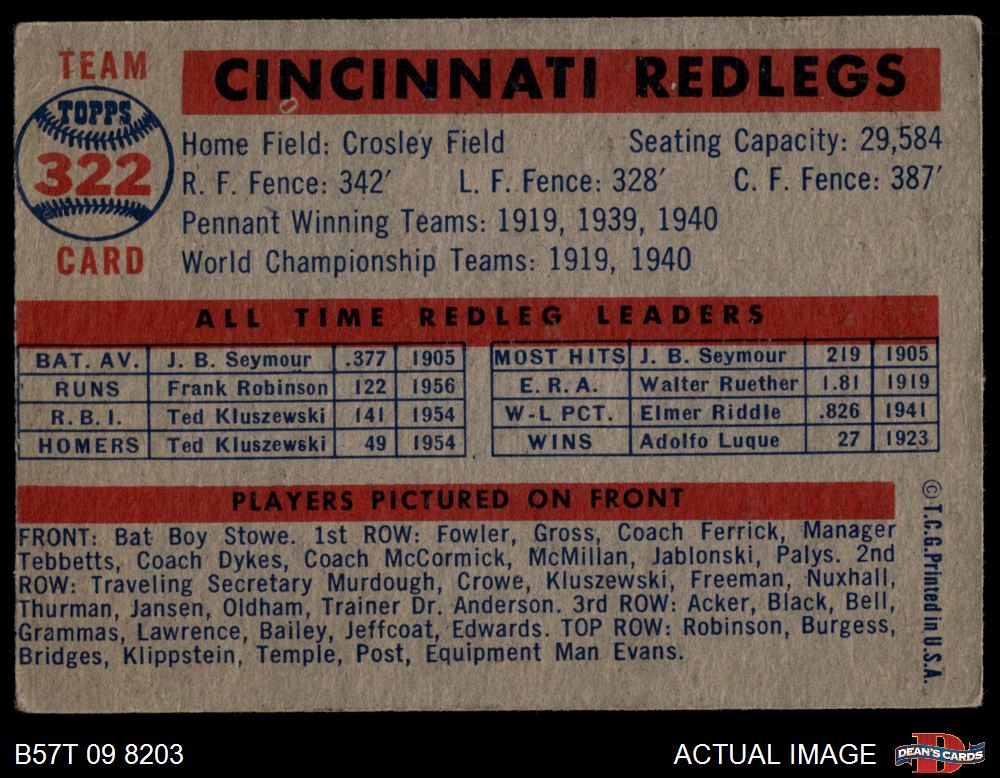 TEAM
TOPPS
322
CARD
CINCINNATI REDLEGS
Home Field: Crosley Field Seating Capacity: 29,584
R. F. Fence: 342′ L. F. Fence: 328′ C. F. Fence: 387′
Pennant Winning Teams: 1919, 1939, 1940
World Championship Teams: 1919, 1940
ALL TIME REDLEG LEADERS
BAT. AV. J. B. Seymour .377 1905 MOST HITS J. B. Seymour 219 1905
RUNS Frank Robinson 122 1956 E. R. A. Walter Ruether 1.81 1919
R. B. I. Ted Kluszewski 141 1954 W-L PCT. Elmer Riddle .826 1941
HOMERS Ted Kluszewski 49 1954 WINS Adolfo Luque 27 1923
PLAYERS PICTURED ON FRONT
FRONT: Bat Boy Stowe. 1st ROW: Fowler, Gross, Coach Ferrick, Manager
Tebbetts, Coach Dykes, Coach McCormick, McMillan, Jablonski, Palys. 2nd
ROW: Traveling Secretary Murdough, Crowe, Kluszewski, Freeman, Nuxhall,
Thurman, Jansen, Oldham, Trainer Dr. Anderson. 3rd ROW: Acker, Black, Bell,
Grammas, Lawrence, Bailey, Jeffcoat, Edwards. TOP ROW: Robinson, Burgess,
Bridges, Klippstein, Temple, Post, Equipment Man Evans.
© T.C.G. Printed in U.S.A.
B57T 09 8203 ACTUAL IMAGE
DEAN'S CARDS